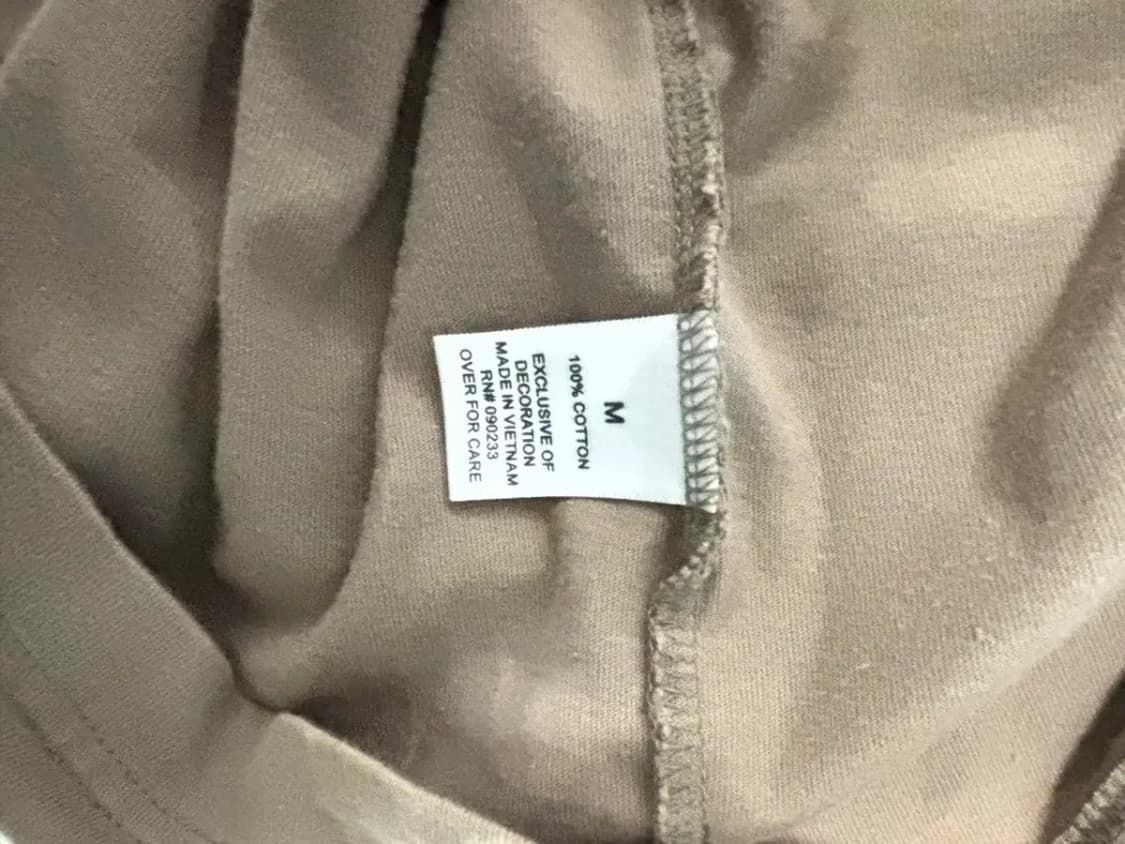 M
100% COTTON
EXCLUSIVE OF
DECORATION
MADE IN VIETNAM
RN# 090233
OVER FOR CARE